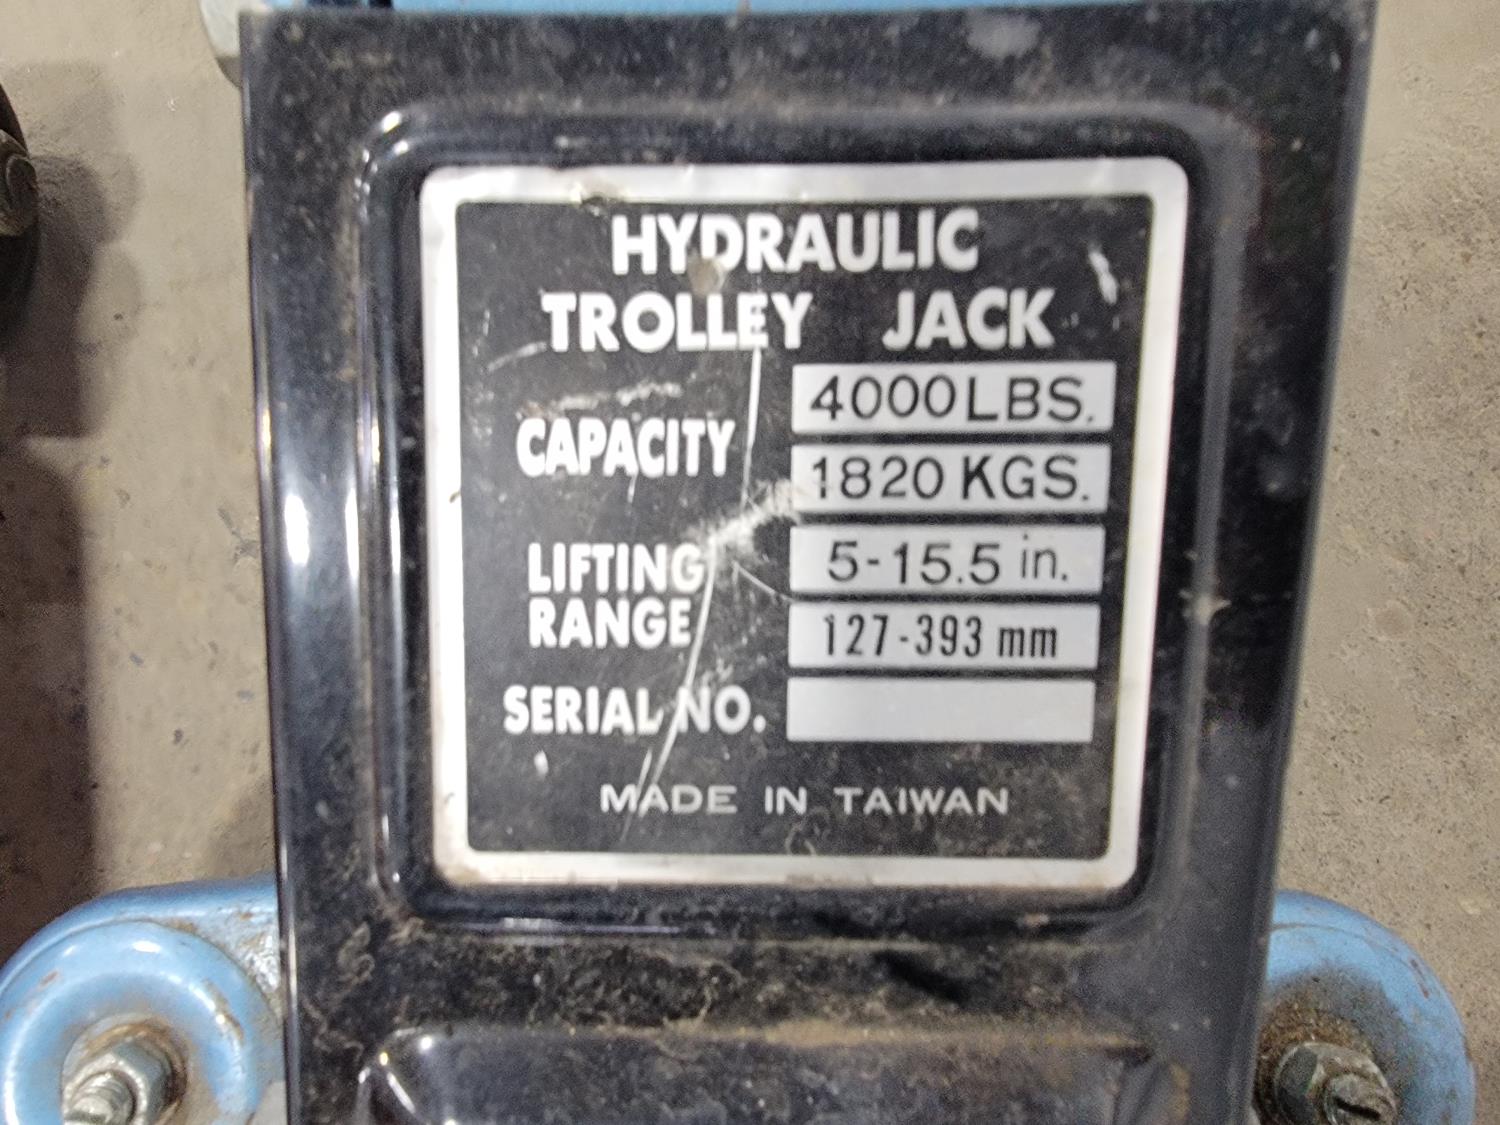 HYDRAULIC
TROLLEY JACK
CAPACITY
4000LBS.
1820 KGS.
LIFTING
RANGE
5-15.5 in.
127-393 mm
SERIAL NO.
MADE IN TAIWAN